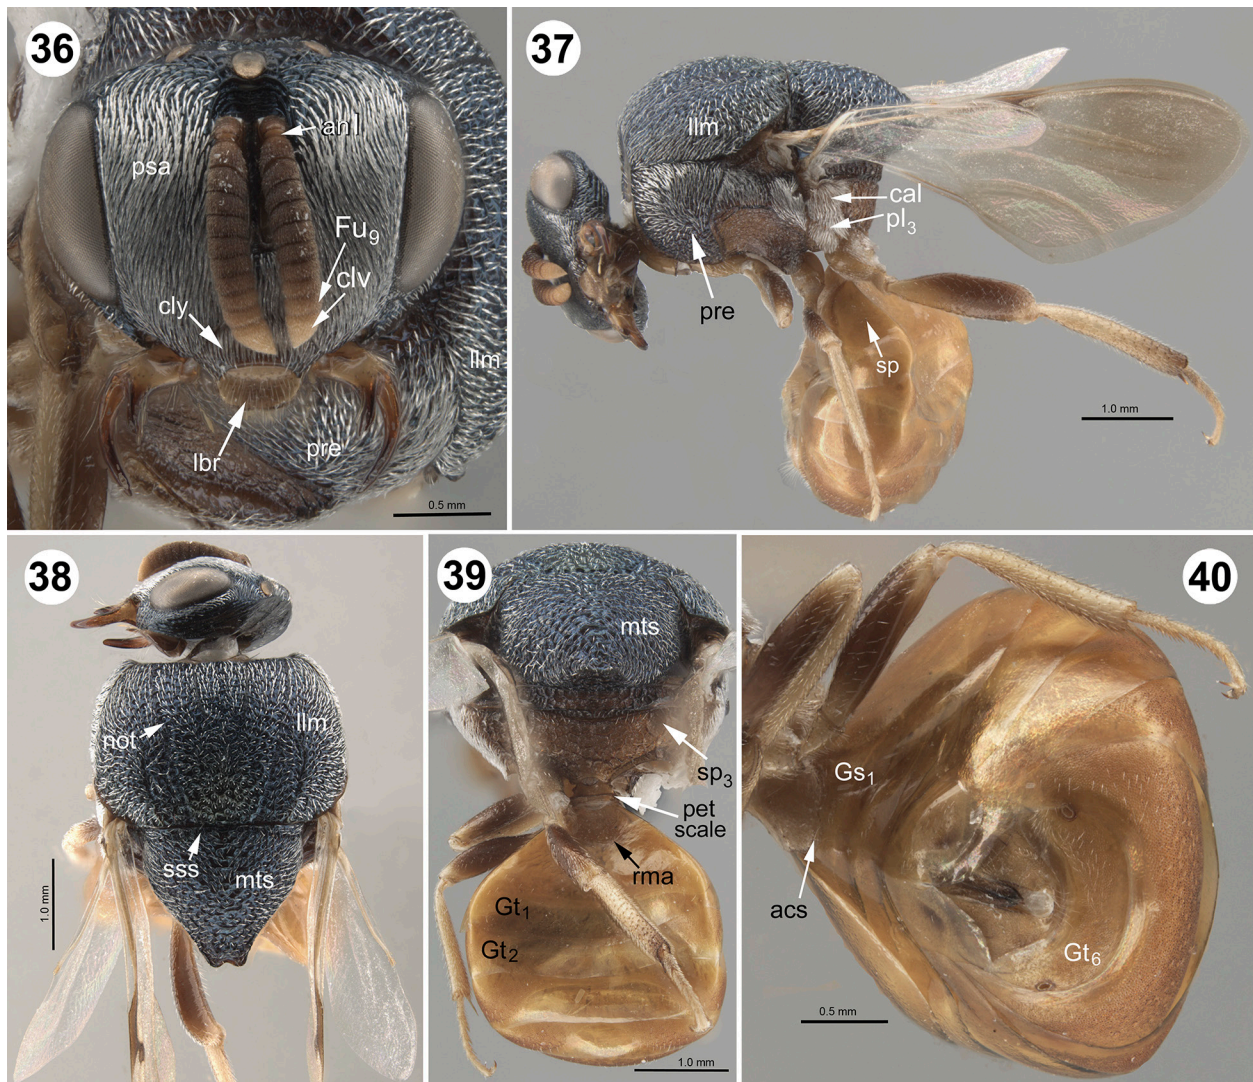 36
anl
psa
Fu9
clv
cly
llm
pre
lbr
0.5 mm
37
llm
cal
pl3
pre
sp
1.0 mm
38
not
llm
sss
mts
1.0 mm
39
mts
sp3
pet
scale
rma
Gt1
Gt2
1.0 mm
40
Gs1
acs
Gt6
0.5 mm